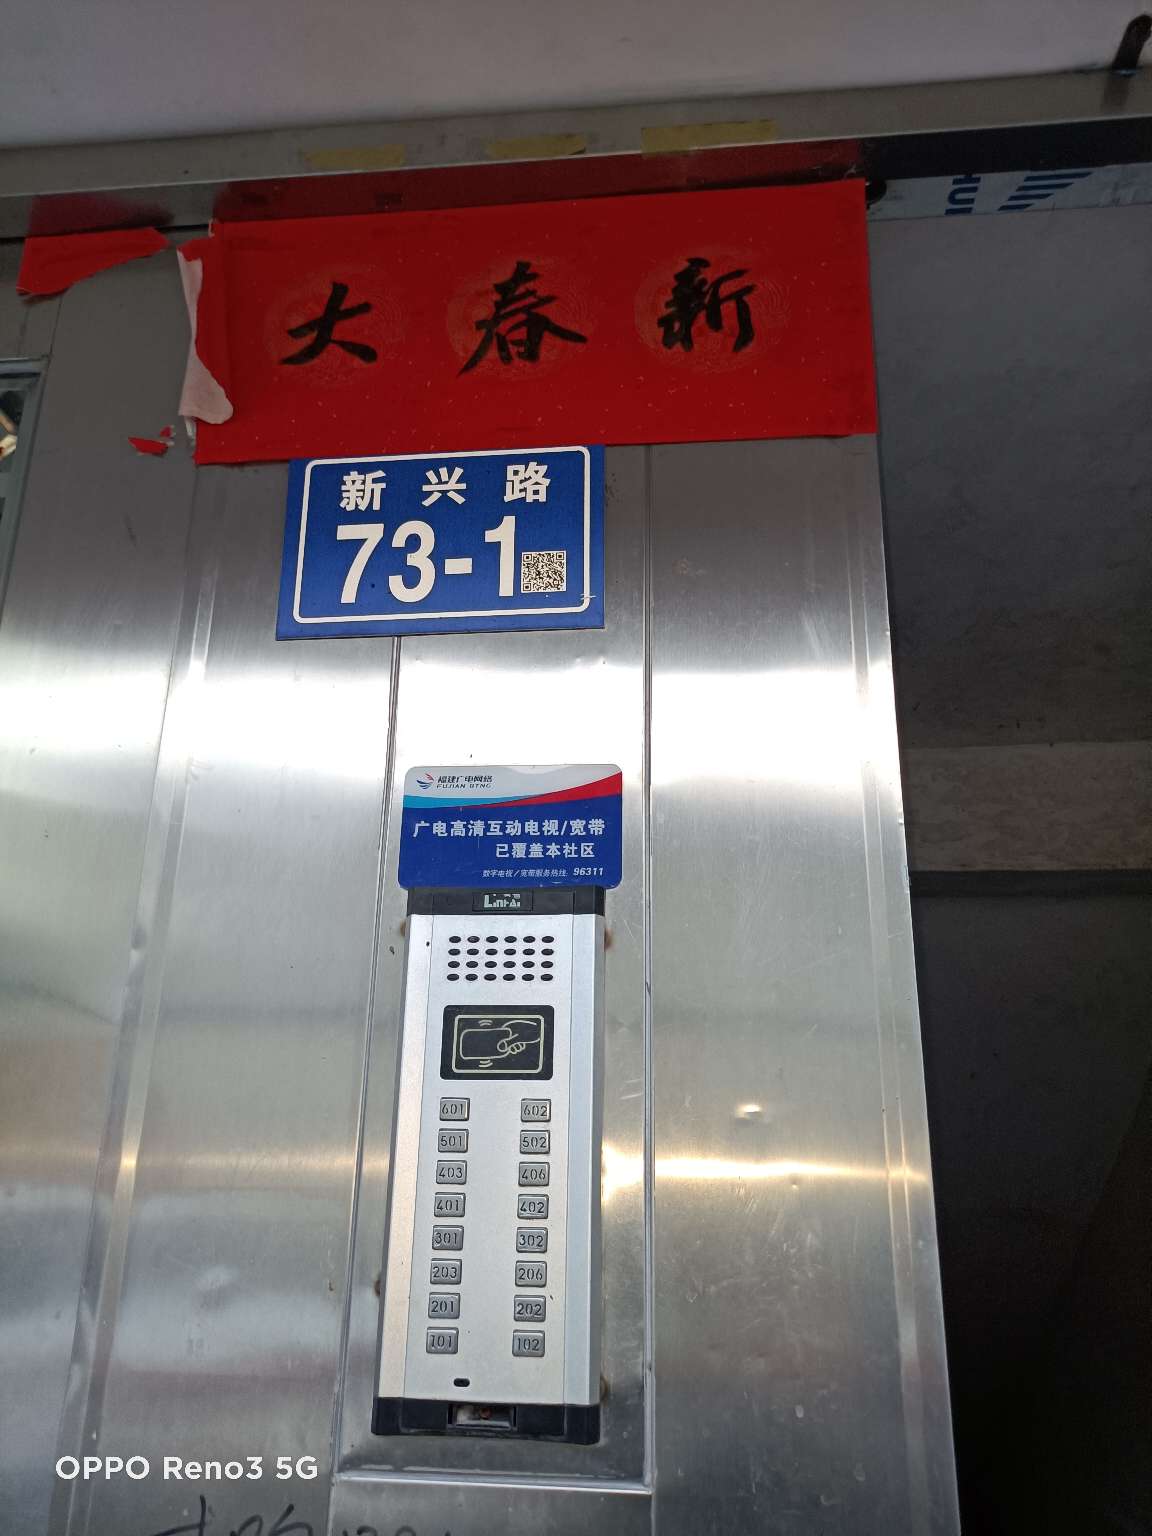 大春新
新兴路
73-1
福建广电网络
FUJIAN RTNG
广电高清互动电视/宽带
已覆盖本社区
数字电视/宽带服务热线 96311
601 602
501 502
403 406
401 402
301 302
203 206
201 202
101 102
OPPO Reno3 5G